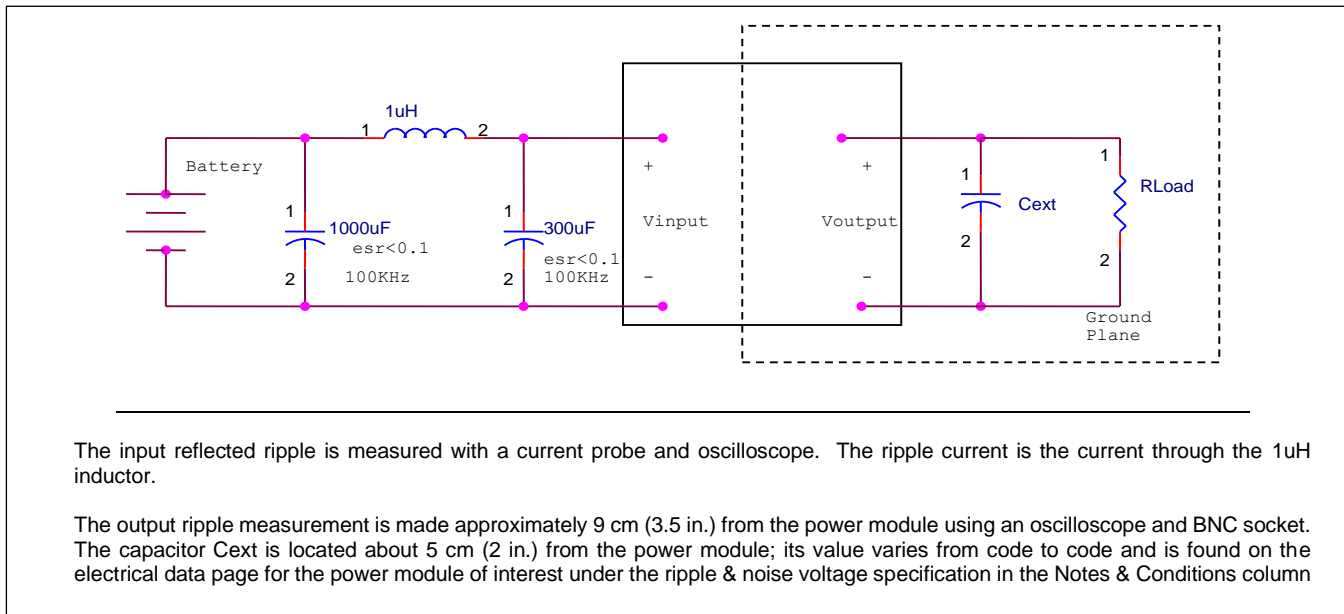 1uH
1
2
Battery
1
1000uF
esr<0.1
100KHz
2
1
300uF
esr<0.1
100KHz
2
+
Vinput
-
+
Voutput
-
1
Cext
2
1
RLoad
2
Ground
Plane
The input reflected ripple is measured with a current probe and oscilloscope. The ripple current is the current through the 1uH
inductor.
The output ripple measurement is made approximately 9 cm (3.5 in.) from the power module using an oscilloscope and BNC socket.
The capacitor Cext is located about 5 cm (2 in.) from the power module; its value varies from code to code and is found on the
electrical data page for the power module of interest under the ripple & noise voltage specification in the Notes & Conditions column